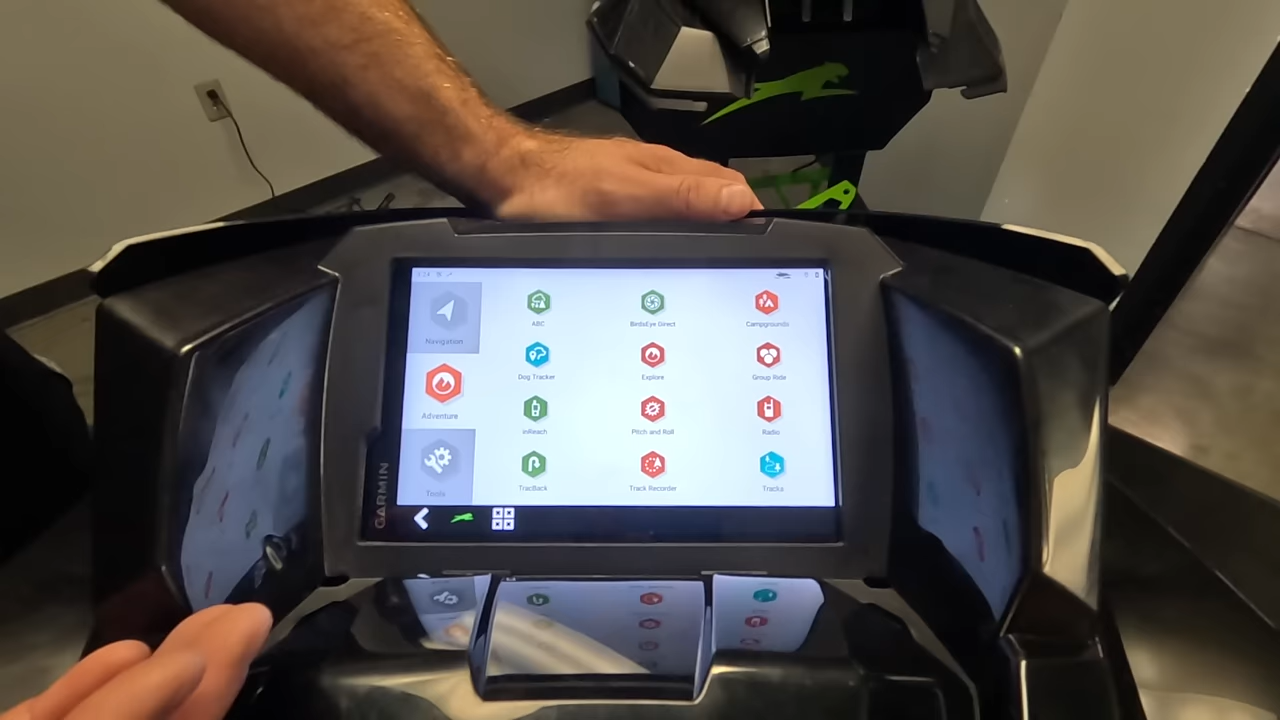 Navigation
Adventure
Tools
ABC
BirdsEye Direct
Campgrounds
Dog Tracker
Explore
Group Ride
inReach
Pitch and Roll
Radio
TracBack
Track Recorder
Tracks
GARMIN